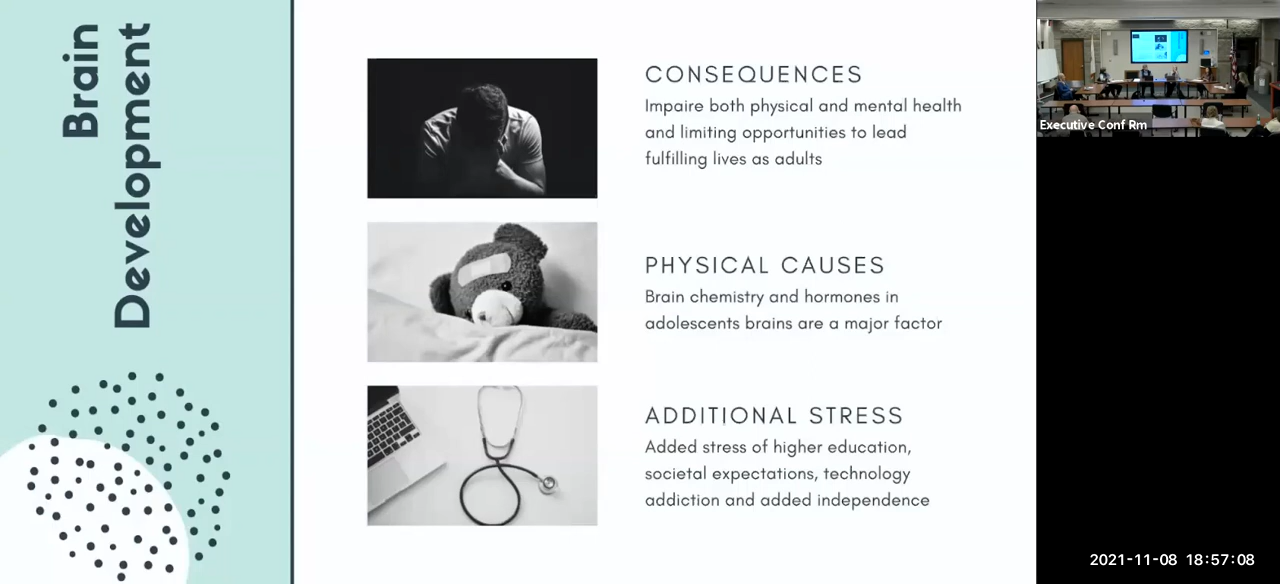 Brain
Development
CONSEQUENCES
Impaire both physical and mental health
and limiting opportunities to lead
fulfilling lives as adults
PHYSICAL CAUSES
Brain chemistry and hormones in
adolescents brains are a major factor
ADDITIONAL STRESS
Added stress of higher education,
societal expectations, technology
addiction and added independence
Executive Conf Rm
2021-11-08 18:57:08